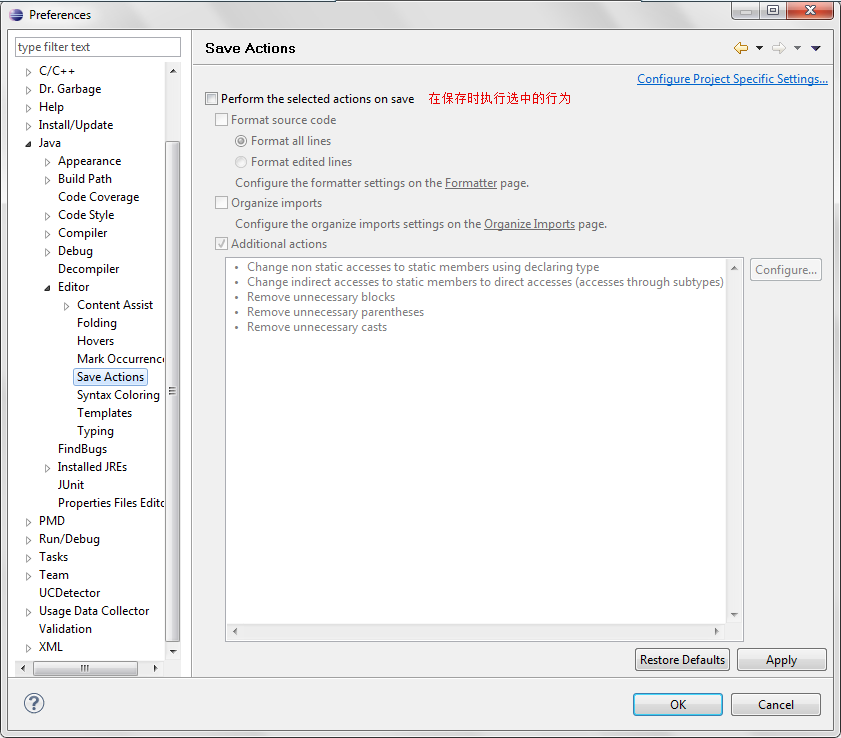 Preferences
type filter text
C/C++
Dr. Garbage
Help
Install/Update
Java
Appearance
Build Path
Code Coverage
Code Style
Compiler
Debug
Decompiler
Editor
Content Assist
Folding
Hovers
Mark Occurrenc
Save Actions
Syntax Coloring
Templates
Typing
FindBugs
Installed JREs
JUnit
Properties Files Edito
PMD
Run/Debug
Tasks
Team
UCDetector
Usage Data Collector
Validation
XML
Save Actions
Configure Project Specific Settings...
Perform the selected actions on save 在保存时执行选中的行为
Format source code
Format all lines
Format edited lines
Configure the formatter settings on the Formatter page.
Organize imports
Configure the organize imports settings on the Organize Imports page.
Additional actions
• Change non static accesses to static members using declaring type
• Change indirect accesses to static members to direct accesses (accesses through subtypes)
• Remove unnecessary blocks
• Remove unnecessary parentheses
• Remove unnecessary casts
Configure...
Restore Defaults
Apply
OK
Cancel